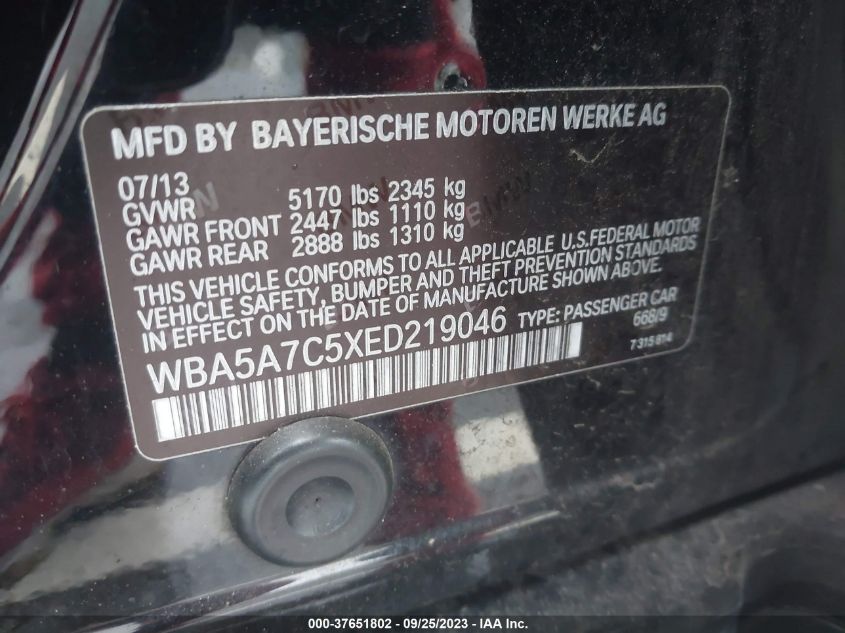 MFD BY BAYERISCHE MOTOREN WERKE AG
07/13
GVWR 5170 lbs 2345 kg
GAWR FRONT 2447 lbs 1110 kg
GAWR REAR 2888 lbs 1310 kg
THIS VEHICLE CONFORMS TO ALL APPLICABLE U.S.FEDERAL MOTOR
VEHICLE SAFETY, BUMPER AND THEFT PREVENTION STANDARDS
IN EFFECT ON THE DATE OF MANUFACTURE SHOWN ABOVE.
WBA5A7C5XED219046 TYPE: PASSENGER CAR
668/9
7 315 814
000-37651802 - 09/25/2023 - IAA Inc.